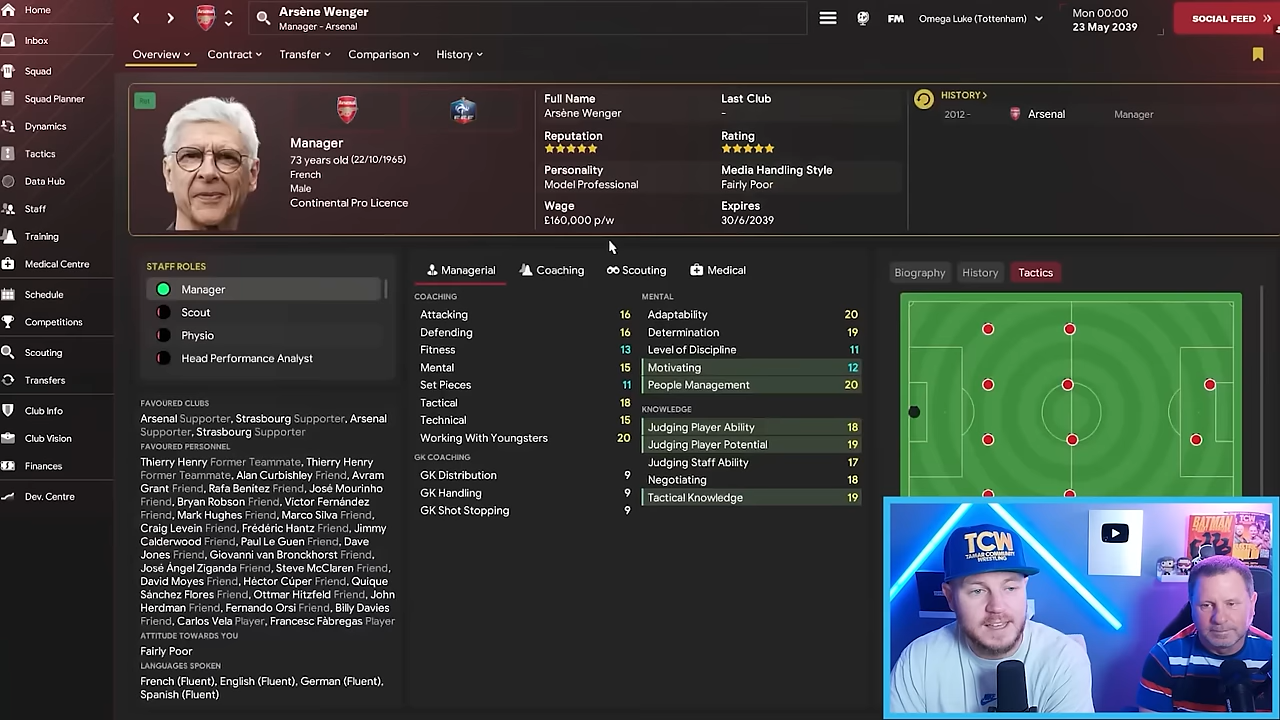 Home
Inbox
Squad
Squad Planner
Dynamics
Tactics
Data Hub
Staff
Training
Medical Centre
Schedule
Competitions
Scouting
Transfers
Club Info
Club Vision
Finances
Dev. Centre
Arsène Wenger
Manager - Arsenal
FM
Omega Luke (Tottenham)
Mon 00:00
23 May 2039
SOCIAL FEED
Overview
Contract
Transfer
Comparison
History
Manager
73 years old (22/10/1965)
French
Male
Continental Pro Licence
Full Name
Arsène Wenger
Last Club
-
Reputation
Rating
Personality
Model Professional
Media Handling Style
Fairly Poor
Wage
£160,000 p/w
Expires
30/6/2039
HISTORY
2012 - Arsenal Manager
STAFF ROLES
Manager
Scout
Physio
Head Performance Analyst
FAVOURED CLUBS
Arsenal Supporter, Strasbourg Supporter, Arsenal
Supporter, Strasbourg Supporter
FAVOURED PERSONNEL
Thierry Henry Former Teammate, Thierry Henry
Former Teammate, Alan Curbishley Friend, Avram
Grant Friend, Rafa Benítez Friend, José Mourinho
Friend, Bryan Robson Friend, Víctor Fernández
Friend, Mark Hughes Friend, Marco Silva Friend,
Craig Levein Friend, Frédéric Hantz Friend, Jimmy
Calderwood Friend, Paul Le Guen Friend, Dave
Jones Friend, Giovanni van Bronckhorst Friend,
José Ángel Ziganda Friend, Steve McClaren Friend,
David Moyes Friend, Héctor Cúper Friend, Quique
Sánchez Flores Friend, Ottmar Hitzfeld Friend, John
Herdman Friend, Fernando Orsi Friend, Billy Davies
Friend, Carlos Vela Player, Francesc Fàbregas Player
ATTITUDE TOWARDS YOU
Fairly Poor
LANGUAGES SPOKEN
French (Fluent), English (Fluent), German (Fluent),
Spanish (Fluent)
Managerial
Coaching
Scouting
Medical
COACHING
Attacking 16
Defending 16
Fitness 13
Mental 15
Set Pieces 11
Tactical 18
Technical 15
Working With Youngsters 20
GK COACHING
GK Distribution 9
GK Handling 9
GK Shot Stopping 9
MENTAL
Adaptability 20
Determination 19
Level of Discipline 11
Motivating 12
People Management 20
KNOWLEDGE
Judging Player Ability 18
Judging Player Potential 19
Judging Staff Ability 17
Negotiating 18
Tactical Knowledge 19
Biography
History
Tactics
TCW
TAMAR COMMUNITY
WRESTLING
BATMAN
TCW